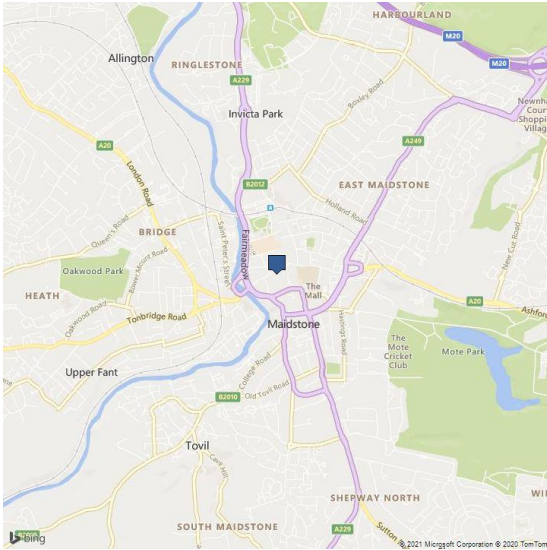 HARBOURLAND
M20
Allington
RINGLESTONE
M20
A229
Boxley Road
Newnham
Court
Shopping
Village
Invicta Park
A20
A249
London Road
B2012
EAST MAIDSTONE
Holland Road
Queen's Road
BRIDGE
Saint Peter's Street
Fairmeadow
New Cut Road
Bower Mount Road
Oakwood Park
The
Mall
HEATH
Oakwood Road
Tonbridge Road
A20
Ashford
Maidstone
Hastings Road
The
Mote
Cricket
Club
Mote Park
College Road
Upper Fant
Old Tovil Road
B2010
Tovil
Cave Hill
SHEPWAY NORTH
WI
SOUTH MAIDSTONE
A229
Sutton Ro
B2010
Bing
© 2021 Microsoft Corporation © 2020 TomTom